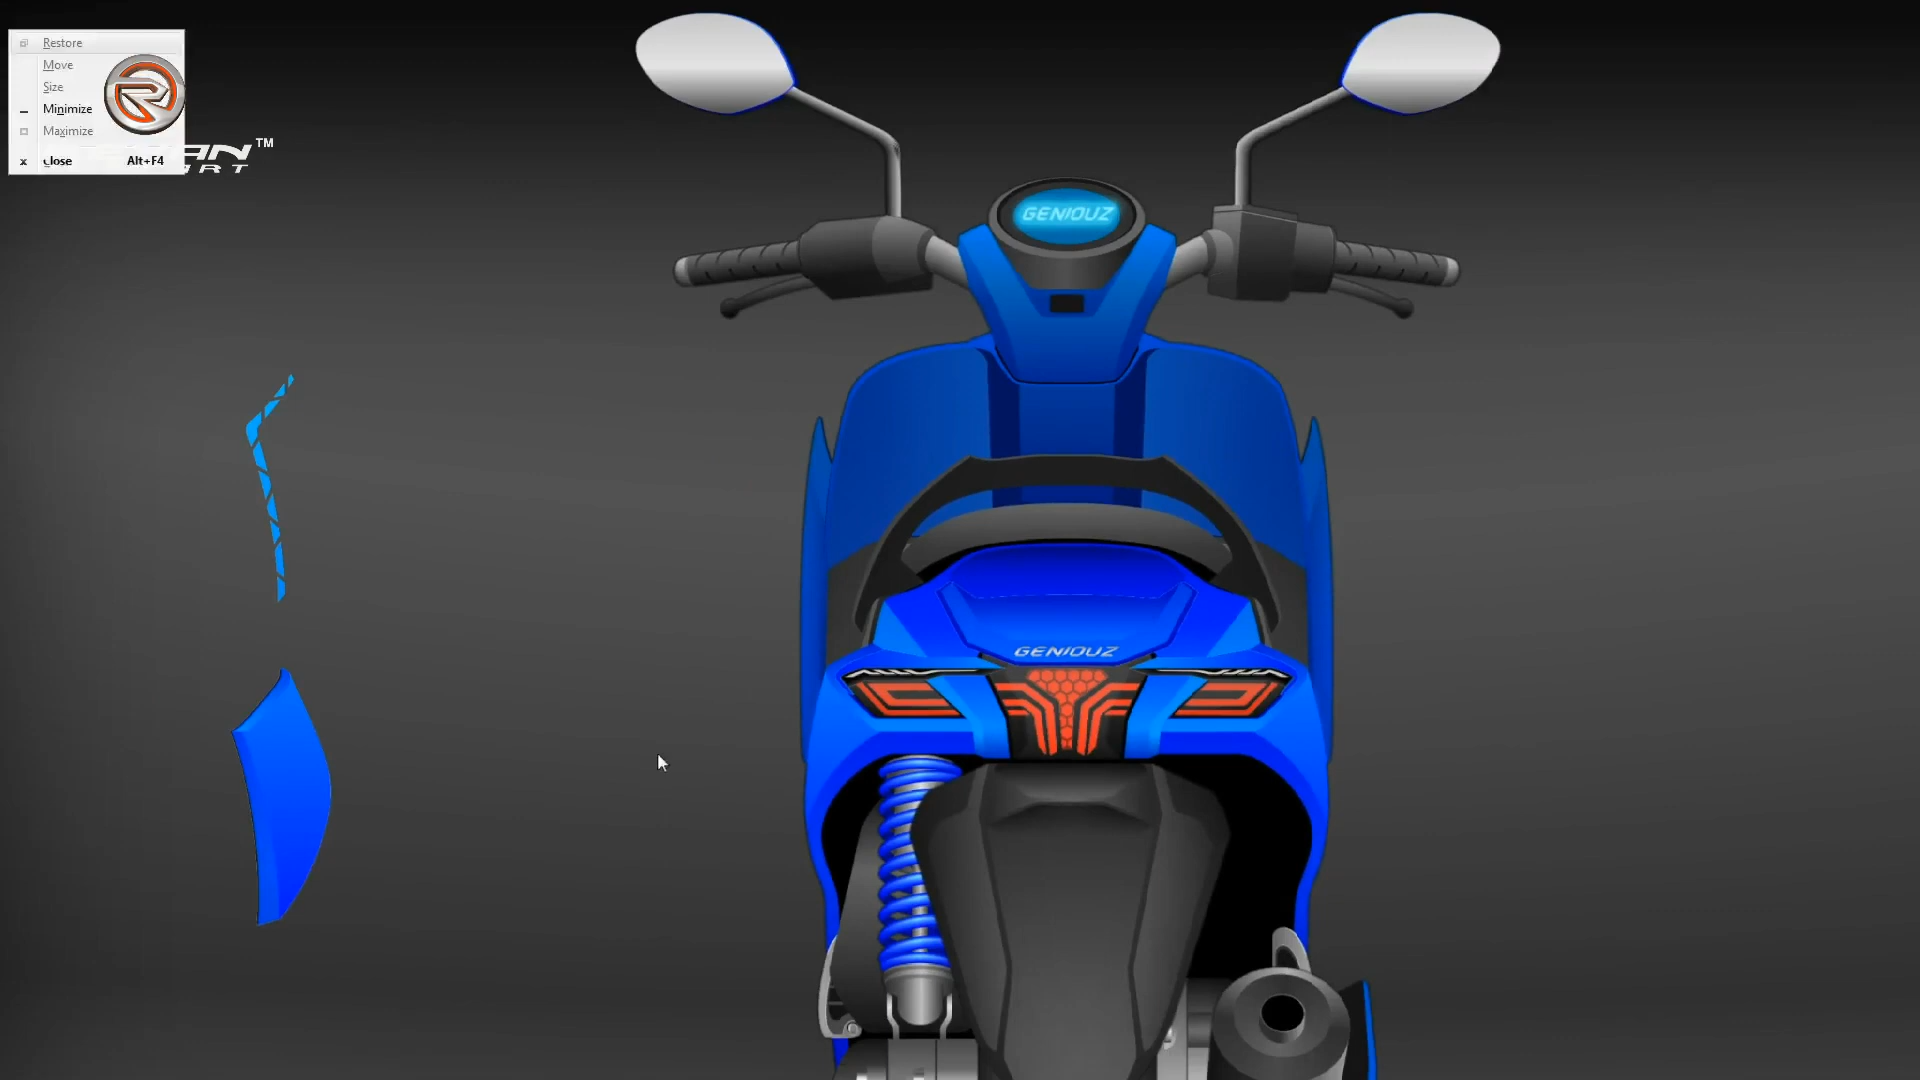 Restore
Move
Size
Minimize
Maximize
Close Alt+F4
TM
GENIOUZ
GENIOUZ